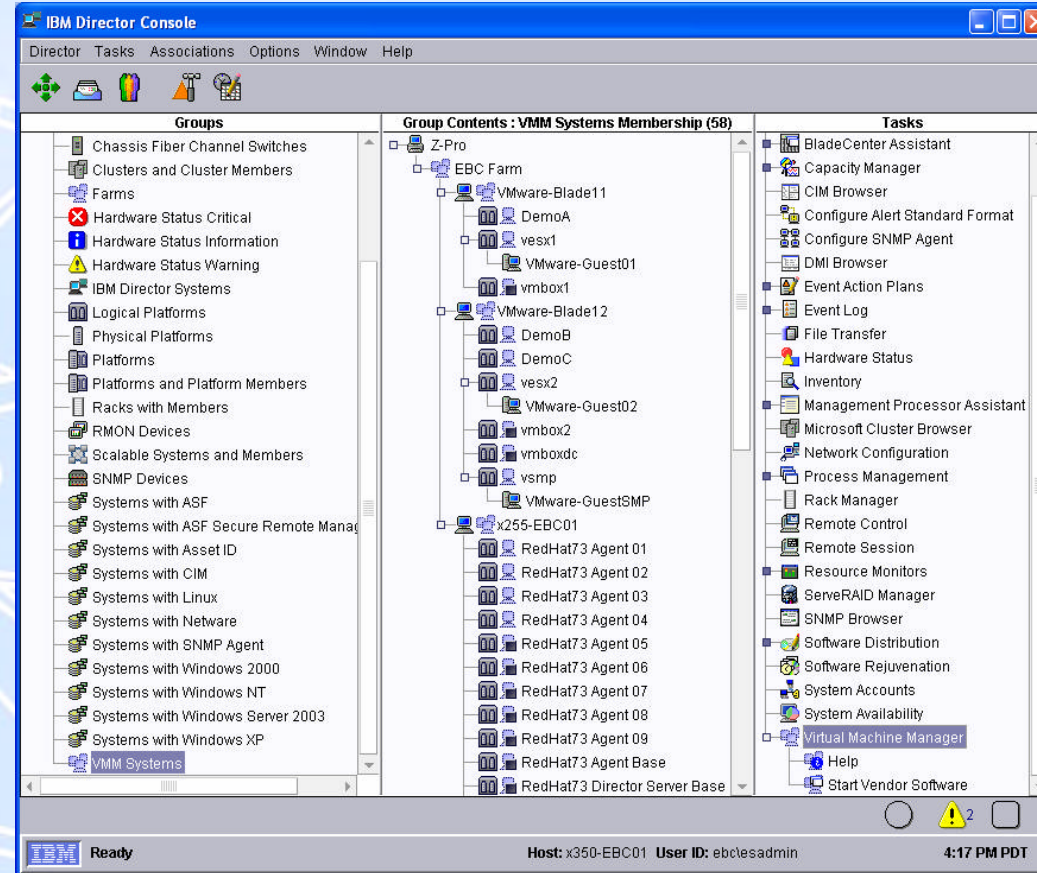 IBM Director Console
Director Tasks Associations Options Window Help
Groups
Chassis Fiber Channel Switches
Clusters and Cluster Members
Farms
Hardware Status Critical
Hardware Status Information
Hardware Status Warning
IBM Director Systems
Logical Platforms
Physical Platforms
Platforms
Platforms and Platform Members
Racks with Members
RMON Devices
Scalable Systems and Members
SNMP Devices
Systems with ASF
Systems with ASF Secure Remote Manag
Systems with Asset ID
Systems with CIM
Systems with Linux
Systems with Netware
Systems with SNMP Agent
Systems with Windows 2000
Systems with Windows NT
Systems with Windows Server 2003
Systems with Windows XP
VMM Systems
Group Contents : VMM Systems Membership (58)
Z-Pro
EBC Farm
VMware-Blade11
DemoA
vesx1
VMware-Guest01
vmbox1
VMware-Blade12
DemoB
DemoC
vesx2
VMware-Guest02
vmbox2
vmboxdc
vsmp
VMware-GuestSMP
x255-EBC01
RedHat73 Agent 01
RedHat73 Agent 02
RedHat73 Agent 03
RedHat73 Agent 04
RedHat73 Agent 05
RedHat73 Agent 06
RedHat73 Agent 07
RedHat73 Agent 08
RedHat73 Agent 09
RedHat73 Agent Base
RedHat73 Director Server Base
Tasks
BladeCenter Assistant
Capacity Manager
CIM Browser
Configure Alert Standard Format
Configure SNMP Agent
DMI Browser
Event Action Plans
Event Log
File Transfer
Hardware Status
Inventory
Management Processor Assistant
Microsoft Cluster Browser
Network Configuration
Process Management
Rack Manager
Remote Control
Remote Session
Resource Monitors
ServeRAID Manager
SNMP Browser
Software Distribution
Software Rejuvenation
System Accounts
System Availability
Virtual Machine Manager
Help
Start Vendor Software
2
IBM Ready Host: x350-EBC01 User ID: ebc\esadmin 4:17 PM PDT